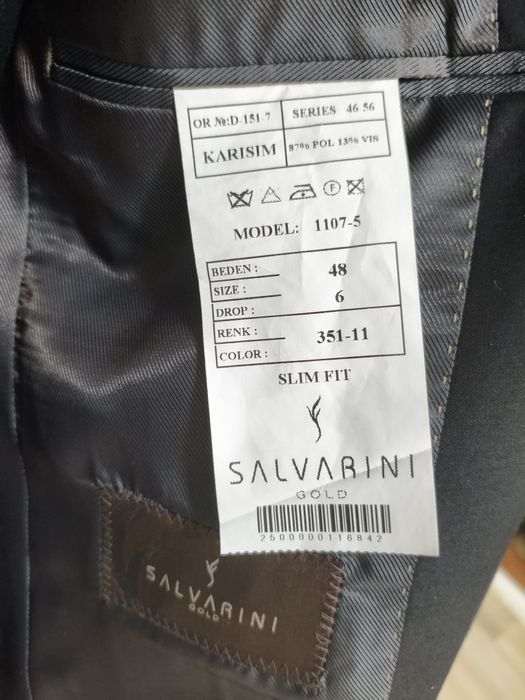 OR №:D-151-7
SERIES 46-56
KARISIM
87% POL 13% VIS
MODEL: 1107-5
BEDEN :
SIZE :
48
DROP :
6
RENK :
COLOR :
351-11
SLIM FIT
SALVARINI
GOLD
2500000116842
SALVARINI
GOLD